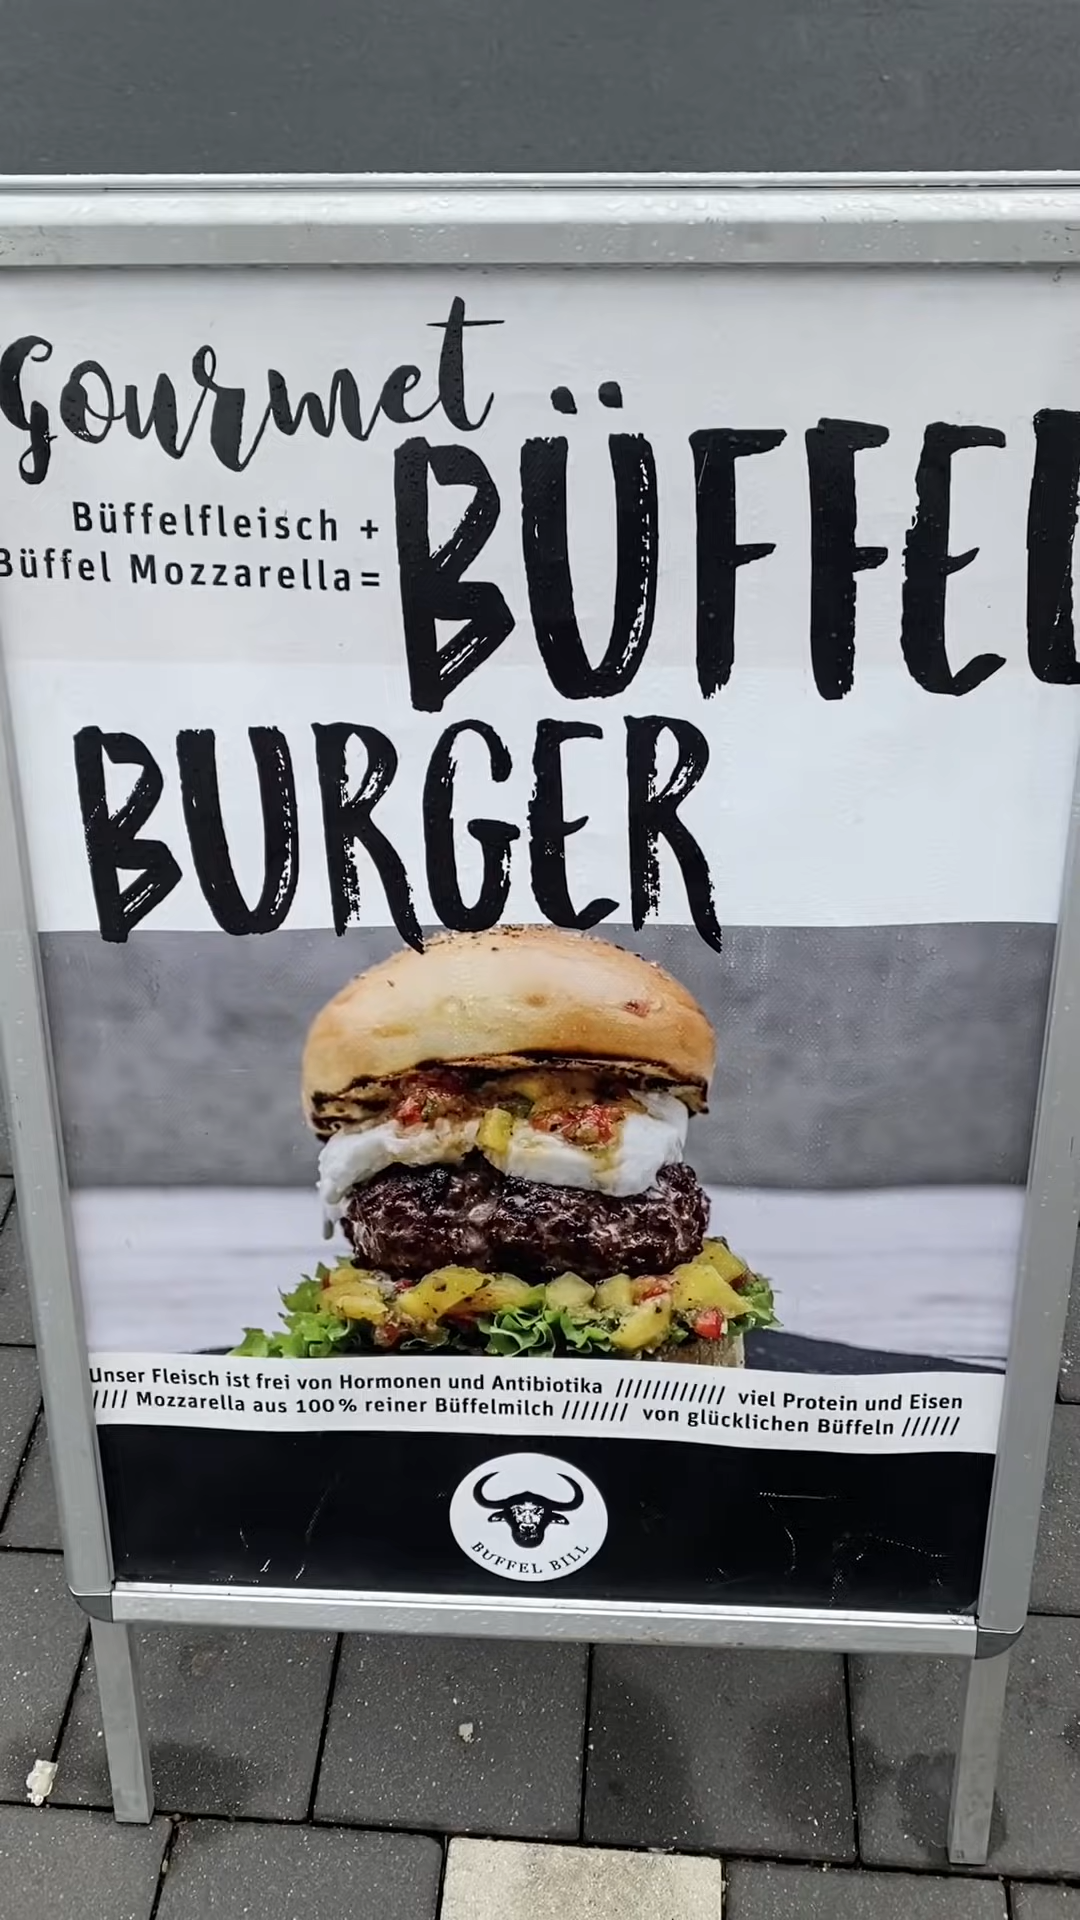 Gourmet
Büffelfleisch +
Büffel Mozzarella=
BÜFFEL
BURGER
Unser Fleisch ist frei von Hormonen und Antibiotika //////////// viel Protein und Eisen
//// Mozzarella aus 100% reiner Büffelmilch /////// von glücklichen Büffeln //////
BUFFEL BILL